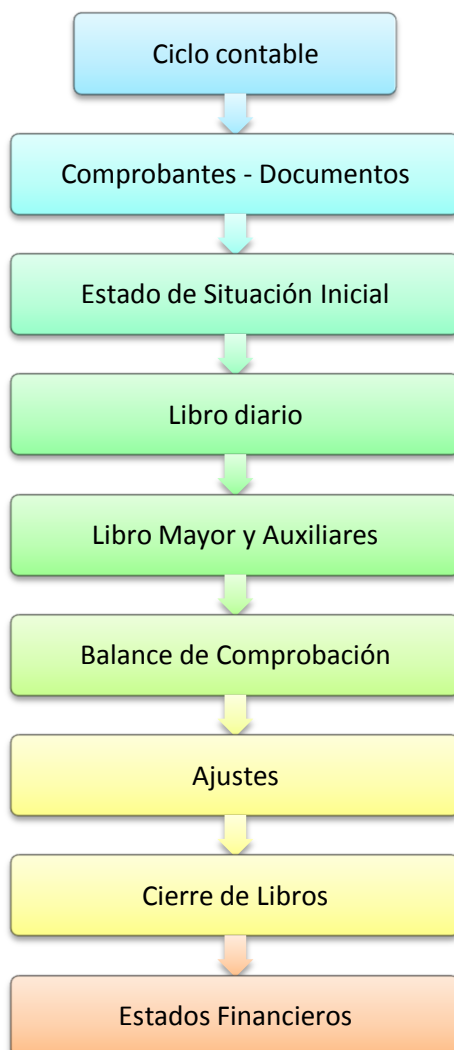 Ciclo contable
Comprobantes - Documentos
Estado de Situación Inicial
Libro diario
Libro Mayor y Auxiliares
Balance de Comprobación
Ajustes
Cierre de Libros
Estados Financieros